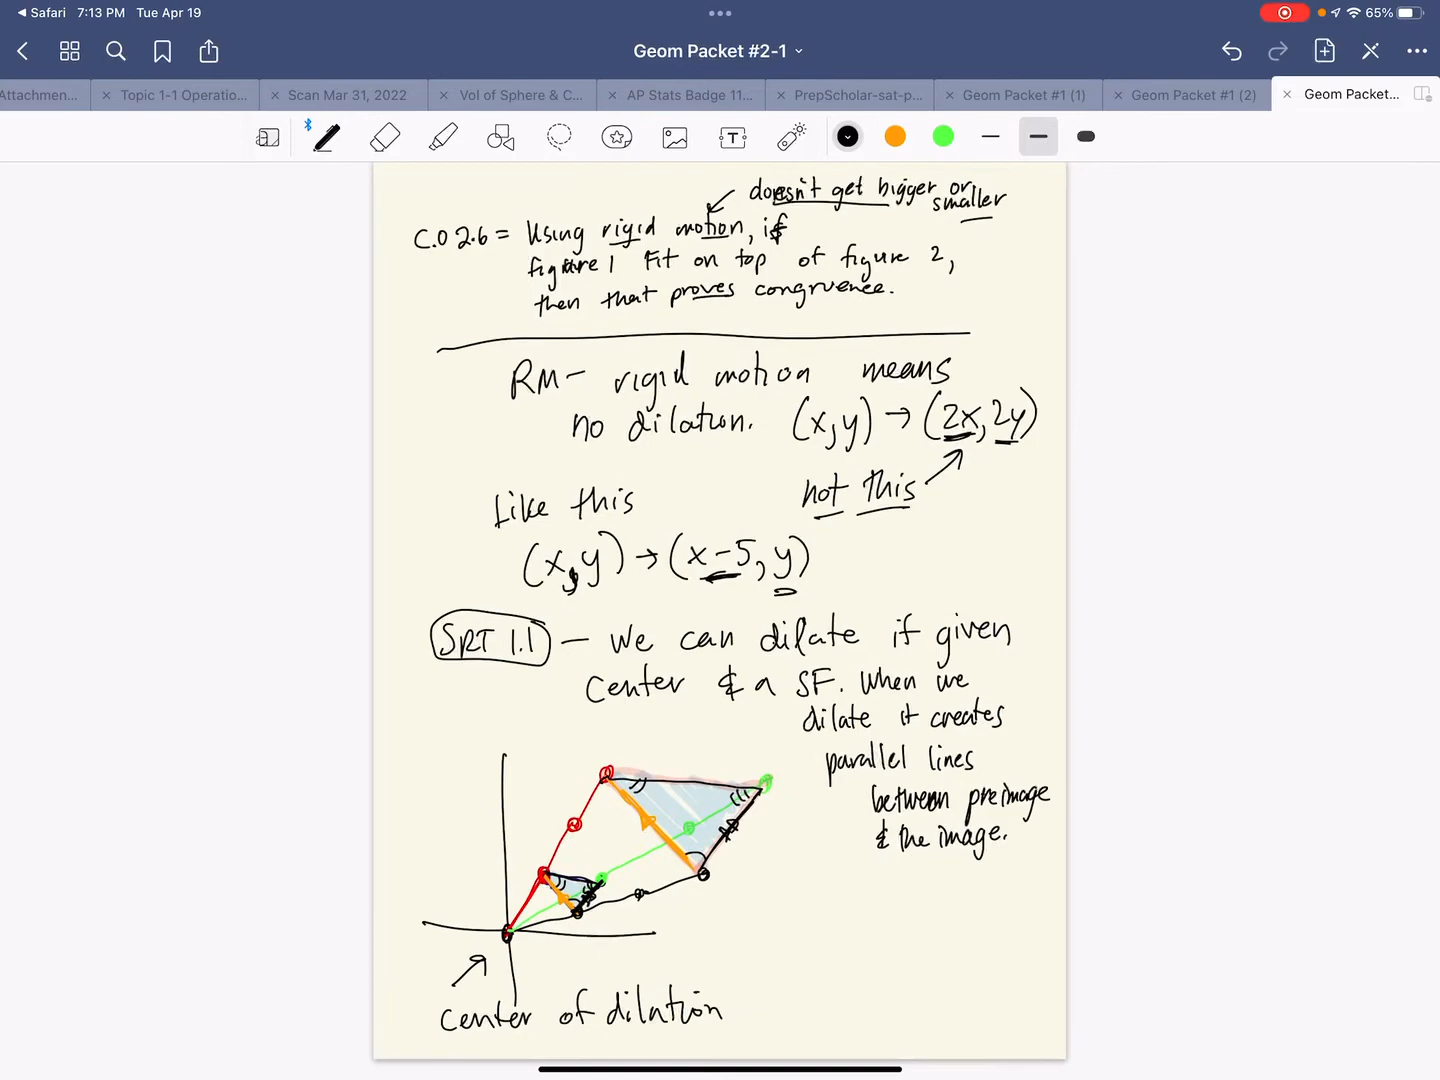 Safari 7:13 PM Tue Apr 19
65%
Geom Packet #2-1
Attachmen...
Topic 1-1 Operatio...
Scan Mar 31, 2022
Vol of Sphere & C...
AP Stats Badge 11...
PrepScholar-sat-p...
Geom Packet #1 (1)
Geom Packet #1 (2)
Geom Packet...
doesn't get bigger or
smaller
C.O 2.6 = Using rigid motion, if
figure 1 Fit on top of figure 2,
then that proves congruence.
RM - rigid motion means
no dilation. (x,y) → (2x, 2y)
not this
Like this
(x,y) → (x-5, y)
SRT 1.1 - We can dilate if given
center & a SF. When we
dilate it creates
parallel lines
between preimage
& the image.
center of dilation